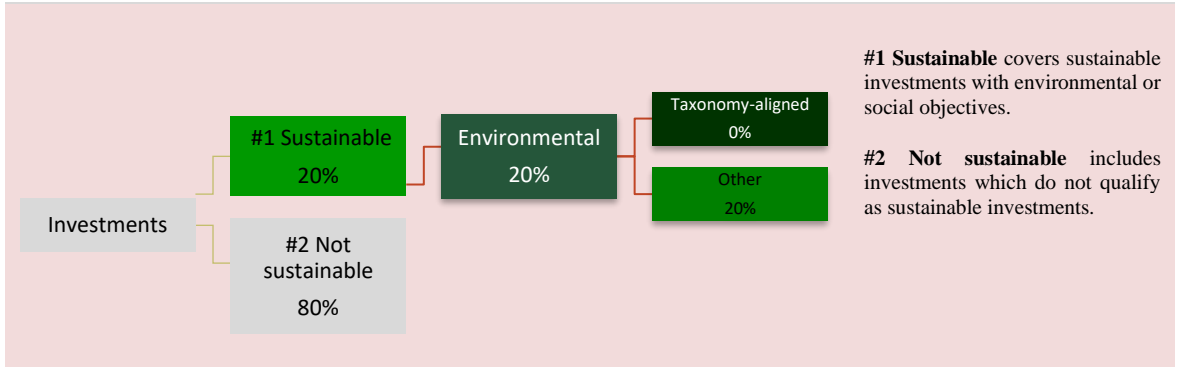 Investments
#1 Sustainable
20%
#2 Not
sustainable
80%
Environmental
20%
Taxonomy-aligned
0%
Other
20%
#1 Sustainable covers sustainable
investments with environmental or
social objectives.
#2 Not sustainable includes
investments which do not qualify
as sustainable investments.